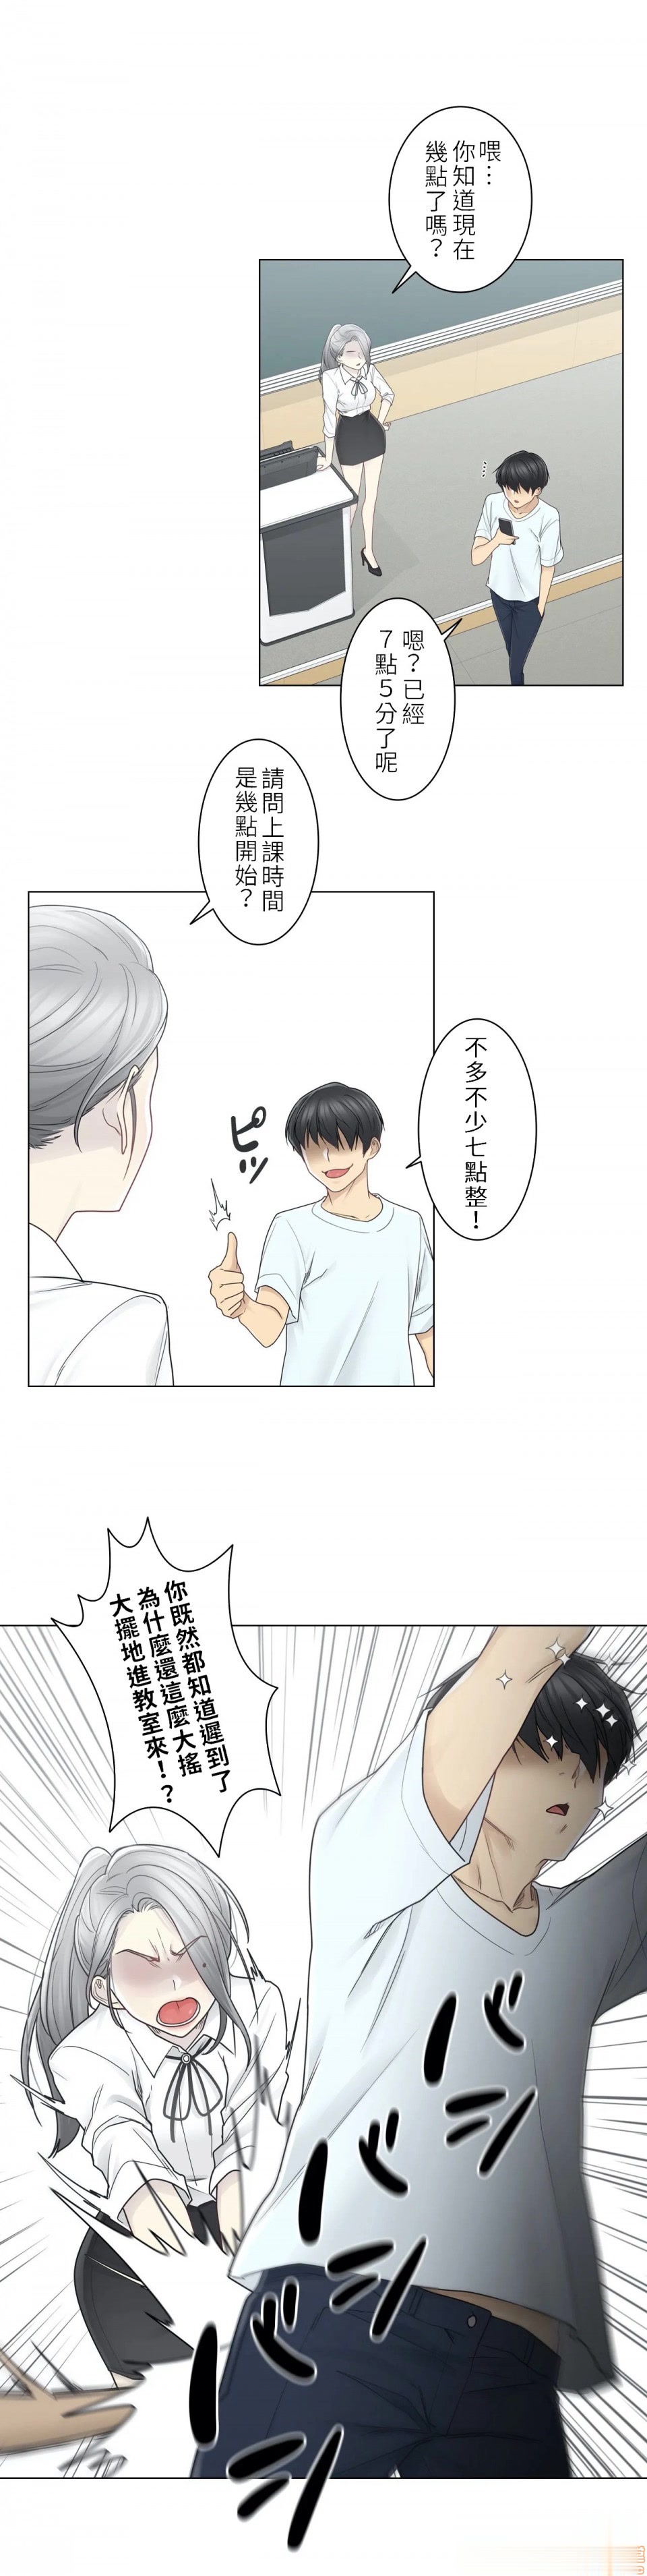 喂…
你知道現在
幾點了嗎？
嗯？已經
7點5分了呢
請問上課時間
是幾點開始？
ピッ
不多不少七點整！
你既然都知道遲到了
為什麼還這麼大搖
大擺地進教室來！？
バシ
バシ
バシ